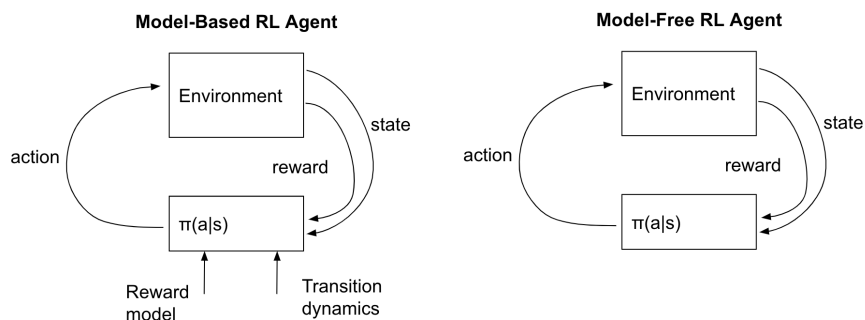 Model-Based RL Agent
Environment
action
state
reward
π(a|s)
Reward
model
Transition
dynamics
Model-Free RL Agent
Environment
action
state
reward
π(a|s)